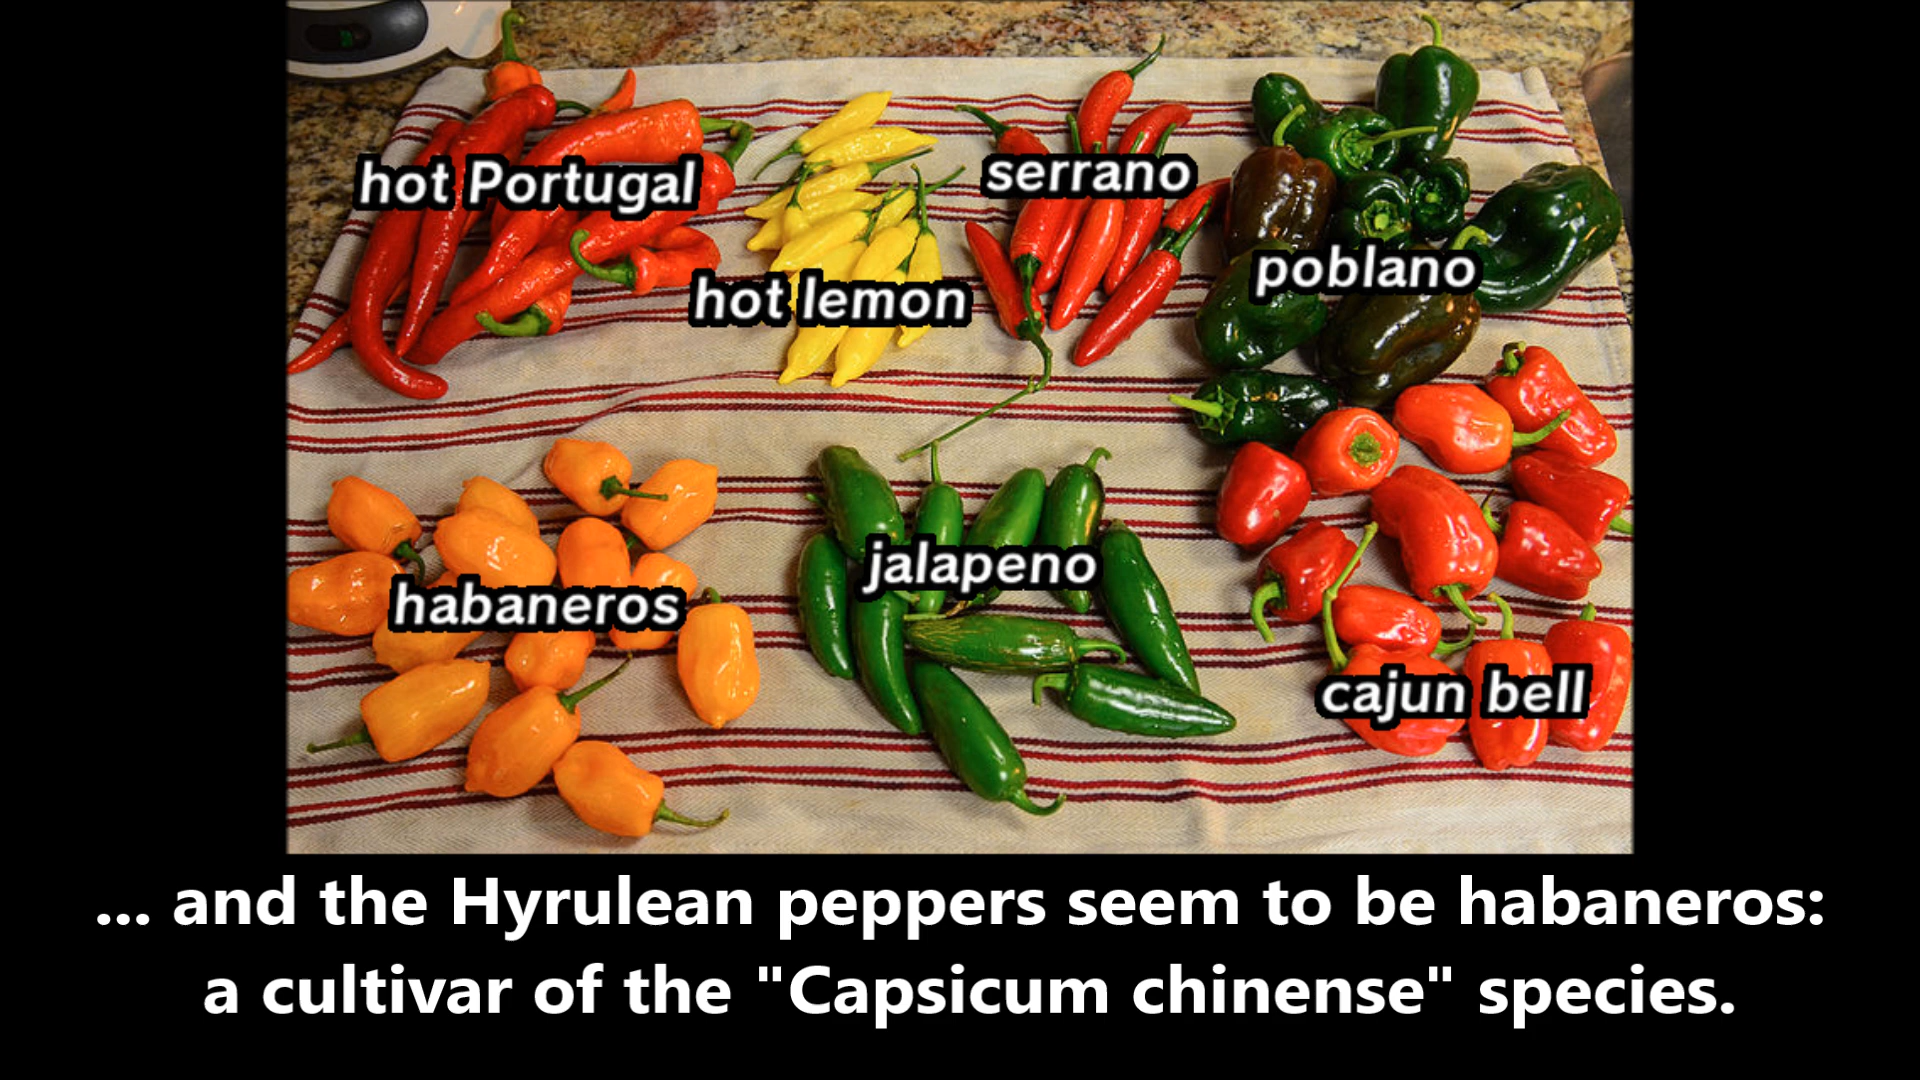 hot Portugal
serrano
hot lemon
poblano
habaneros
jalapeno
cajun bell
... and the Hyrulean peppers seem to be habaneros:
a cultivar of the "Capsicum chinense" species.